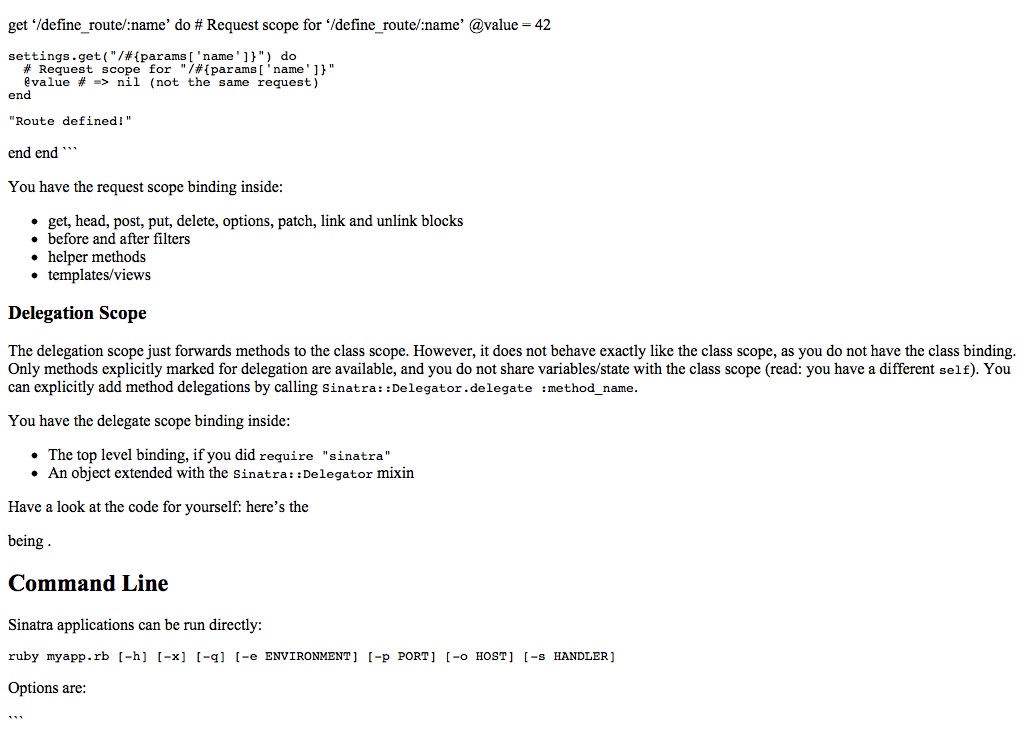 get ‘/define_route/:name’ do # Request scope for ‘/define_route/:name’ @value = 42
settings.get("/#{params['name']}") do
  # Request scope for "/#{params['name']}"
  @value # => nil (not the same request)
end
"Route defined!"
end end ```
You have the request scope binding inside:
• get, head, post, put, delete, options, patch, link and unlink blocks
• before and after filters
• helper methods
• templates/views
Delegation Scope
The delegation scope just forwards methods to the class scope. However, it does not behave exactly like the class scope, as you do not have the class binding.
Only methods explicitly marked for delegation are available, and you do not share variables/state with the class scope (read: you have a different self). You
can explicitly add method delegations by calling Sinatra::Delegator.delegate :method_name.
You have the delegate scope binding inside:
• The top level binding, if you did require "sinatra"
• An object extended with the Sinatra::Delegator mixin
Have a look at the code for yourself: here’s the
being .
Command Line
Sinatra applications can be run directly:
ruby myapp.rb [-h] [-x] [-q] [-e ENVIRONMENT] [-p PORT] [-o HOST] [-s HANDLER]
Options are:
```